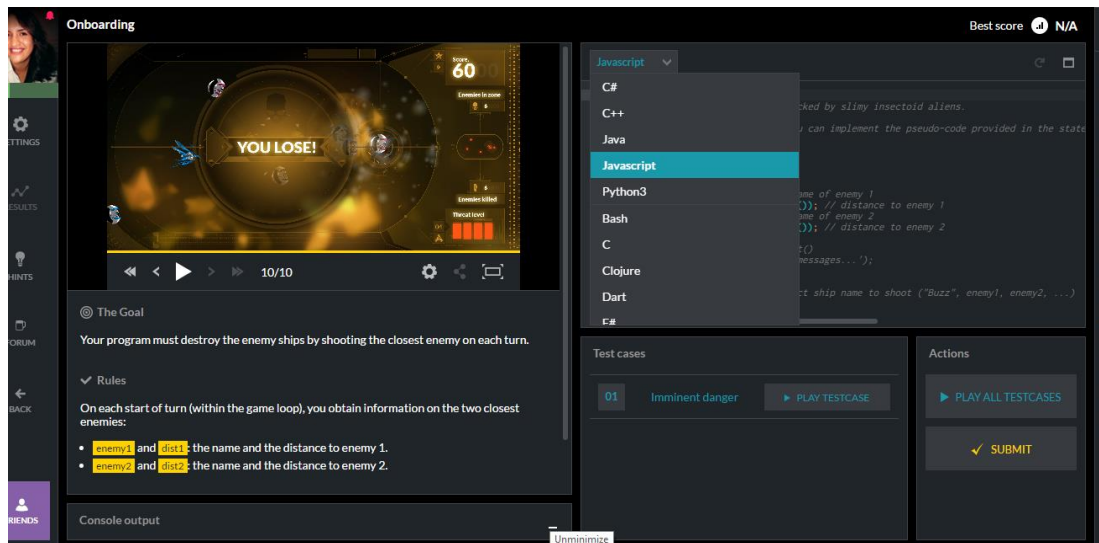 Onboarding
Best score N/A
Score
60
Enemies in zone
6
YOU LOSE!
6
Enemies killed
Threat level
10/10
SETTINGS
RESULTS
HINTS
FORUM
BACK
FRIENDS
The Goal
Your program must destroy the enemy ships by shooting the closest enemy on each turn.
Rules
On each start of turn (within the game loop), you obtain information on the two closest
enemies:
• enemy1 and dist1: the name and the distance to enemy 1.
• enemy2 and dist2: the name and the distance to enemy 2.
Console output
Unminimize
Javascript
C#
C++
Java
Javascript
Python3
Bash
C
Clojure
Dart
F#
cked by slimy insectoid aliens.
u can implement the pseudo-code provided in the state
ame of enemy 1
()); // distance to enemy 1
ame of enemy 2
()); // distance to enemy 2
t()
messages...');
ct ship name to shoot ("Buzz", enemy1, enemy2, ...)
Test cases
01 Imminent danger PLAY TESTCASE
Actions
PLAY ALL TESTCASES
SUBMIT